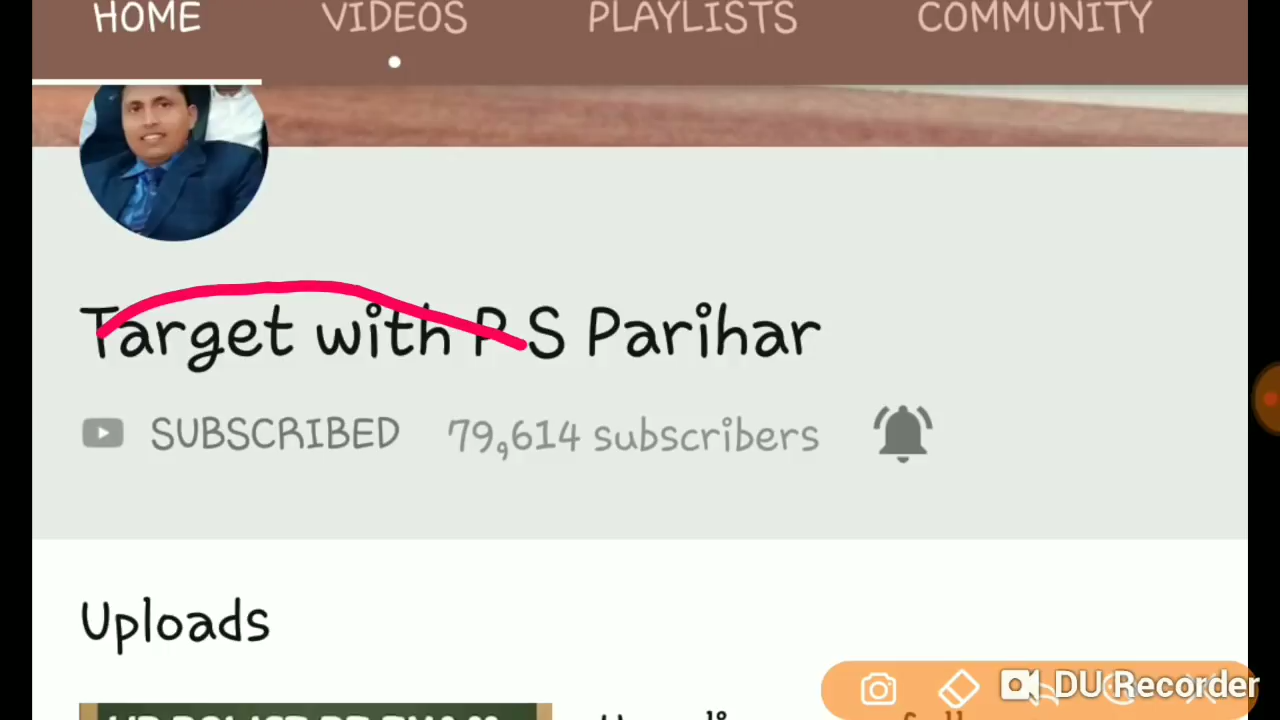 HOME VIDEOS PLAYLISTS COMMUNITY
Target with P S Parihar
SUBSCRIBED 79,614 subscribers
Uploads
DU Recorder